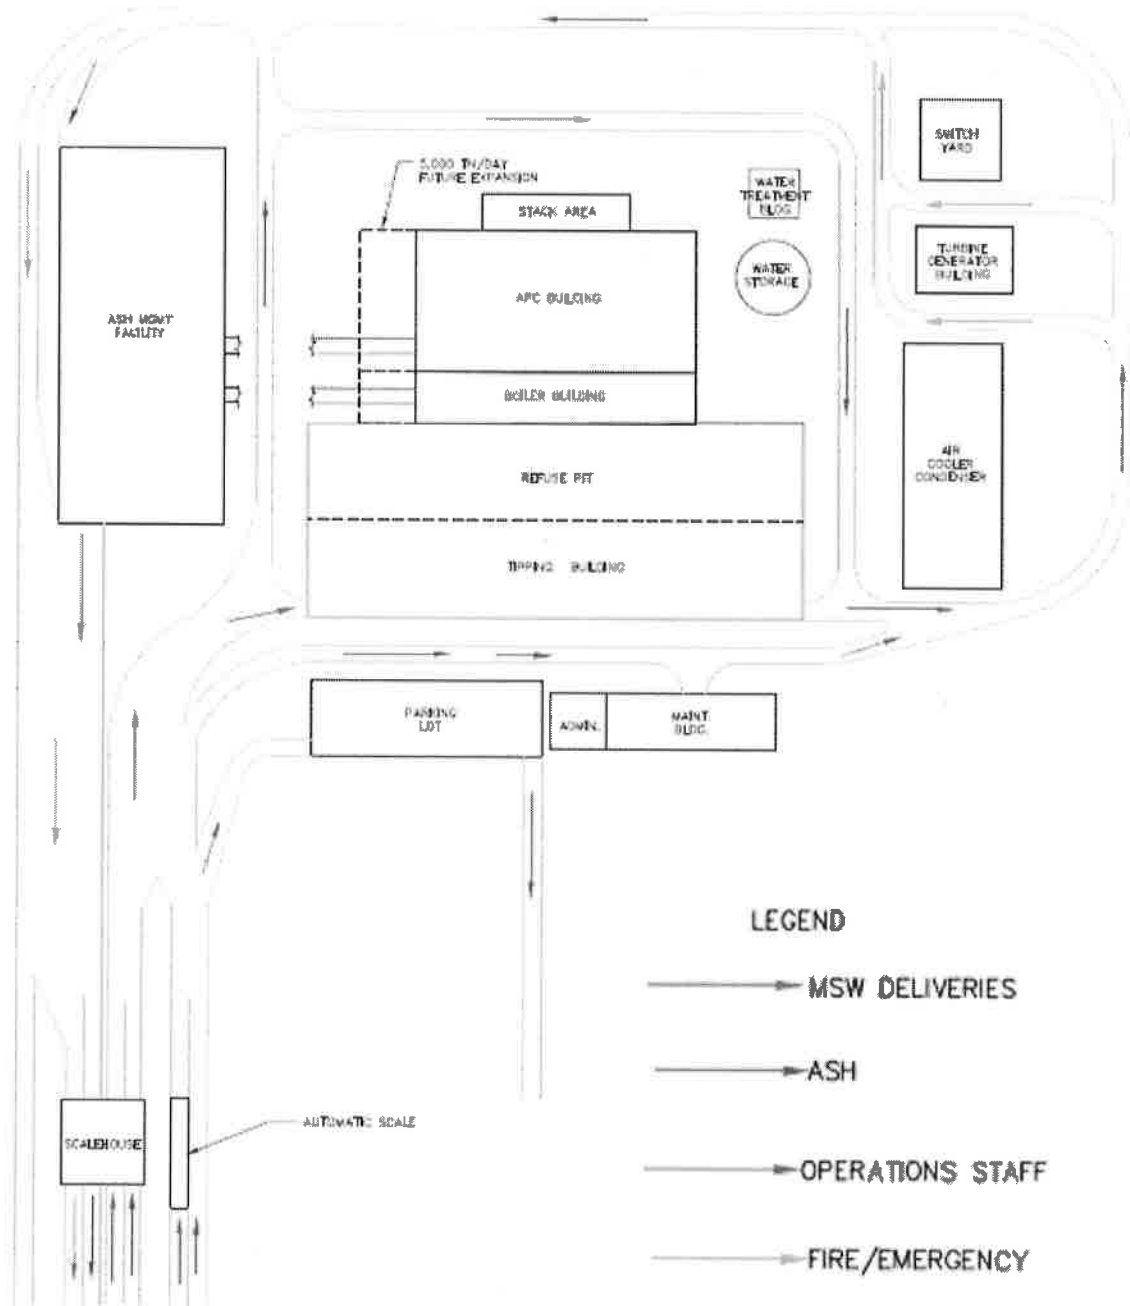 SWITCH
YARD
5,000 TN/DAY
FUTURE EXPANSION
WATER
TREATMENT
BLDG
STACK AREA
TURBINE
GENERATOR
BUILDING
WATER
STORAGE
APC BUILDING
ASH MGMT
FACILITY
BOILER BUILDING
AIR
COOLER
CONDENSER
REFUSE PIT
TIPPING BUILDING
PARKING
LOT
ADMIN.
MAINT.
BLDG.
LEGEND
MSW DELIVERIES
ASH
AUTOMATIC SCALE
SCALEHOUSE
OPERATIONS STAFF
FIRE/EMERGENCY